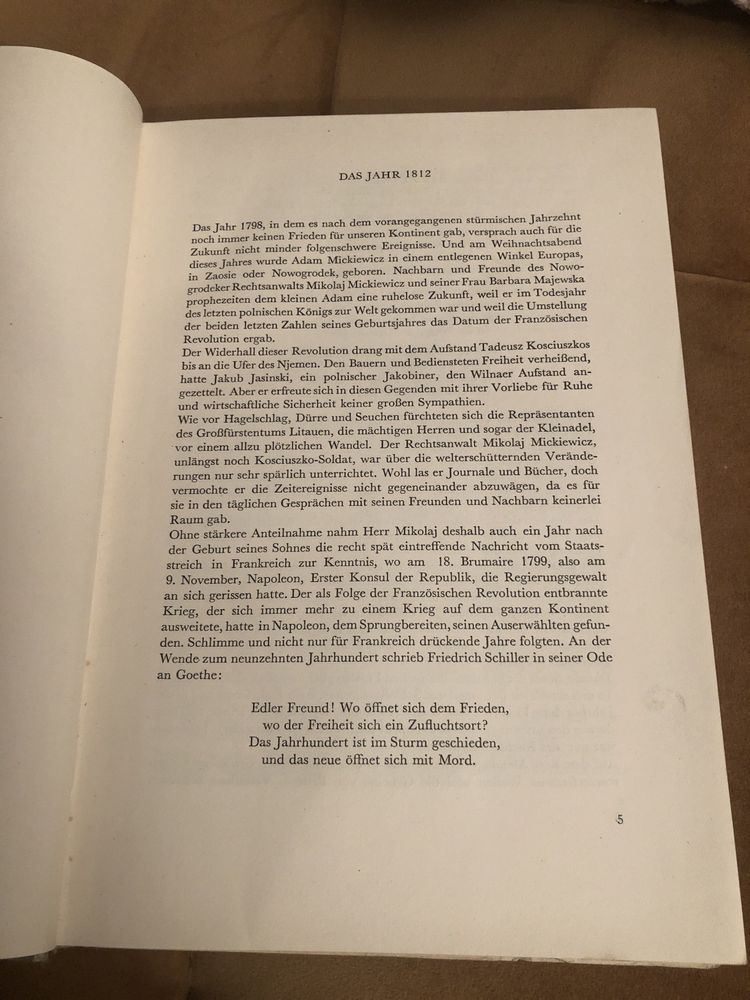 DAS JAHR 1812
Das Jahr 1798, in dem es nach dem vorangegangenen stürmischen Jahrzehnt
noch immer keinen Frieden für unseren Kontinent gab, versprach auch für die
Zukunft nicht minder folgenschwere Ereignisse. Und am Weihnachtsabend
dieses Jahres wurde Adam Mickiewicz in einem entlegenen Winkel Europas,
in Zaosie oder Nowogrodek, geboren. Nachbarn und Freunde des Nowo-
grodeker Rechtsanwalts Mikolaj Mickiewicz und seiner Frau Barbara Majewska
prophezeiten dem kleinen Adam eine ruhelose Zukunft, weil er im Todesjahr
des letzten polnischen Königs zur Welt gekommen war und weil die Umstellung
der beiden letzten Zahlen seines Geburtsjahres das Datum der Französischen
Revolution ergab.
Der Widerhall dieser Revolution drang mit dem Aufstand Tadeusz Kosciuszkos
bis an die Ufer des Njemen. Den Bauern und Bediensteten Freiheit verheißend,
hatte Jakub Jasinski, ein polnischer Jakobiner, den Wilnaer Aufstand an-
gezettelt. Aber er erfreute sich in diesen Gegenden mit ihrer Vorliebe für Ruhe
und wirtschaftliche Sicherheit keiner großen Sympathien.
Wie vor Hagelschlag, Dürre und Seuchen fürchteten sich die Repräsentanten
des Großfürstentums Litauen, die mächtigen Herren und sogar der Kleinadel,
vor einem allzu plötzlichen Wandel. Der Rechtsanwalt Mikolaj Mickiewicz,
unlängst noch Kosciuszko-Soldat, war über die welterschütternden Verände-
rungen nur sehr spärlich unterrichtet. Wohl las er Journale und Bücher, doch
vermochte er die Zeitereignisse nicht gegeneinander abzuwägen, da es für
sie in den täglichen Gesprächen mit seinen Freunden und Nachbarn keinerlei
Raum gab.
Ohne stärkere Anteilnahme nahm Herr Mikolaj deshalb auch ein Jahr nach
der Geburt seines Sohnes die recht spät eintreffende Nachricht vom Staats-
streich in Frankreich zur Kenntnis, wo am 18. Brumaire 1799, also am
9. November, Napoleon, Erster Konsul der Republik, die Regierungsgewalt
an sich gerissen hatte. Der als Folge der Französischen Revolution entbrannte
Krieg, der sich immer mehr zu einem Krieg auf dem ganzen Kontinent
ausweitete, hatte in Napoleon, dem Sprungbereiten, seinen Auserwählten gefun-
den. Schlimme und nicht nur für Frankreich drückende Jahre folgten. An der
Wende zum neunzehnten Jahrhundert schrieb Friedrich Schiller in seiner Ode
an Goethe:
Edler Freund! Wo öffnet sich dem Frieden,
wo der Freiheit sich ein Zufluchtsort?
Das Jahrhundert ist im Sturm geschieden,
und das neue öffnet sich mit Mord.
5